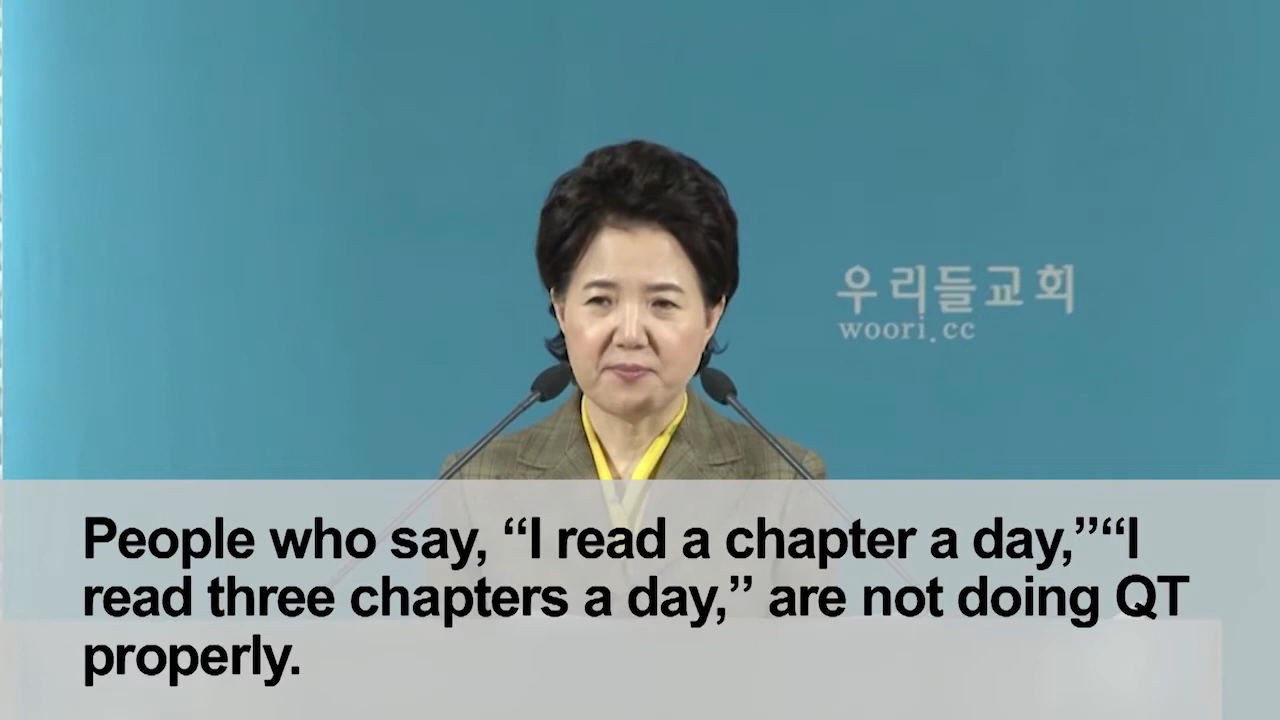 우리들교회
woori.cc
People who say, “I read a chapter a day,”“I
read three chapters a day,” are not doing QT
properly.